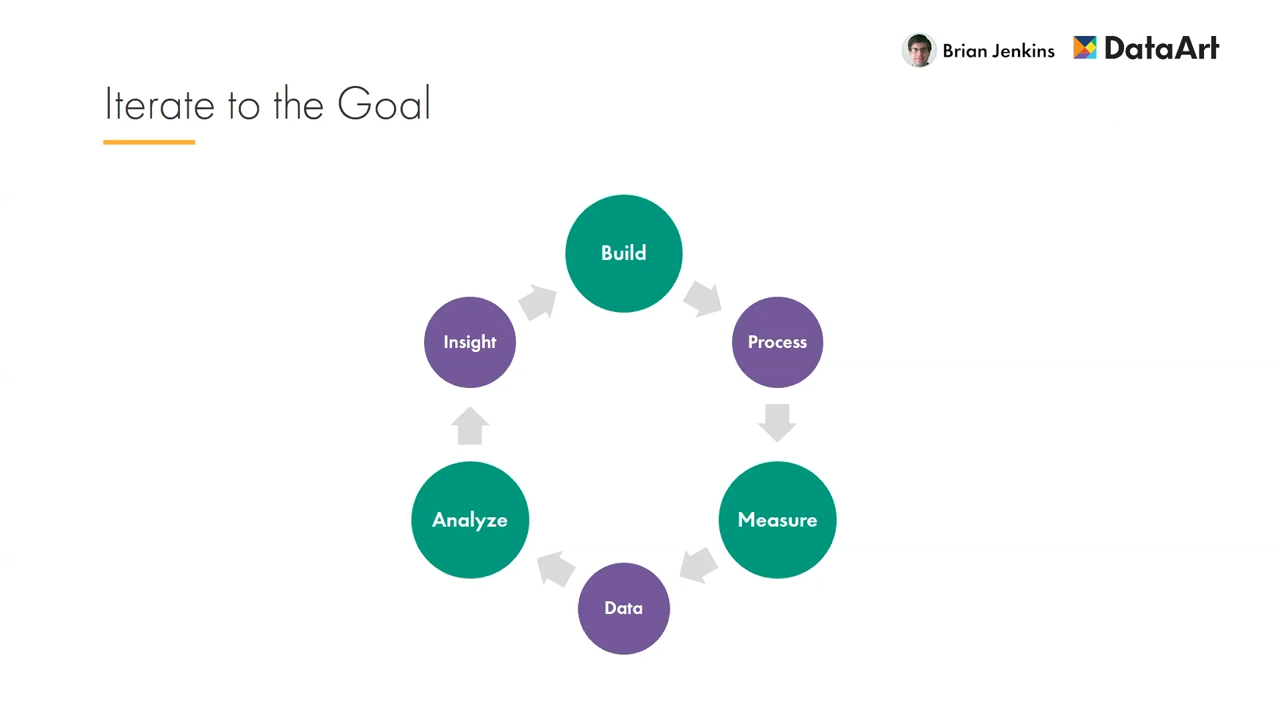 Brian Jenkins
DataArt
Iterate to the Goal
Build
Insight
Process
Analyze
Measure
Data